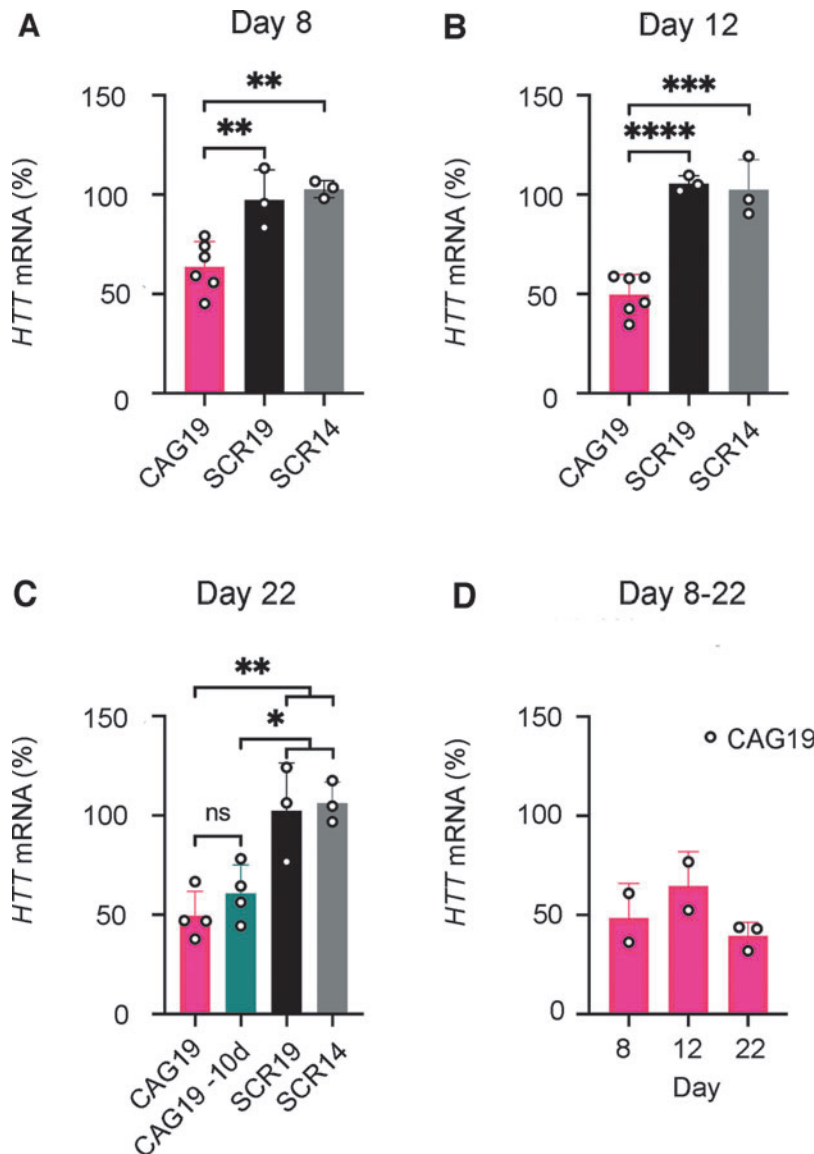 A
Day 8
**
**
HTT mRNA (%)
150
100
50
0
CAG19
SCR19
SCR14
B
Day 12
***
****
HTT mRNA (%)
150
100
50
0
CAG19
SCR19
SCR14
C
Day 22
**
*
ns
HTT mRNA (%)
150
100
50
0
CAG19
CAG19 -10d
SCR19
SCR14
D
Day 8-22
CAG19
HTT mRNA (%)
150
100
50
0
8 12 22
Day